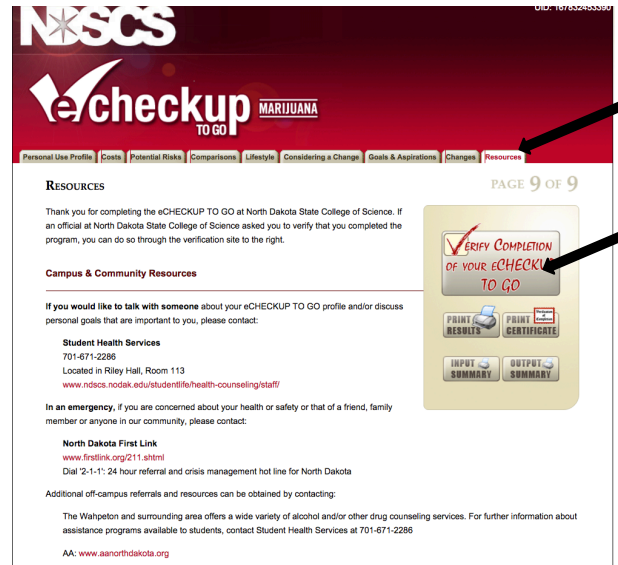 UID: 167832453390
NDSCS
echeckup MARIJUANA
TO GO
Personal Use Profile Costs Potential Risks Comparisons Lifestyle Considering a Change Goals & Aspirations Changes Resources
RESOURCES
PAGE 9 OF 9
Thank you for completing the eCHECKUP TO GO at North Dakota State College of Science. If
an official at North Dakota State College of Science asked you to verify that you completed the
program, you can do so through the verification site to the right.
VERIFY COMPLETION
OF YOUR eCHECKUP
TO GO
PRINT RESULTS
PRINT CERTIFICATE
INPUT SUMMARY
OUTPUT SUMMARY
Campus & Community Resources
If you would like to talk with someone about your eCHECKUP TO GO profile and/or discuss
personal goals that are important to you, please contact:
Student Health Services
701-671-2286
Located in Riley Hall, Room 113
www.ndscs.nodak.edu/studentlife/health-counseling/staff/
In an emergency, if you are concerned about your health or safety or that of a friend, family
member or anyone in our community, please contact:
North Dakota First Link
www.firstlink.org/211.shtml
Dial '2-1-1': 24 hour referral and crisis management hot line for North Dakota
Additional off-campus referrals and resources can be obtained by contacting:
The Wahpeton and surrounding area offers a wide variety of alcohol and/or other drug counseling services. For further information about
assistance programs available to students, contact Student Health Services at 701-671-2286
AA: www.aanorthdakota.org